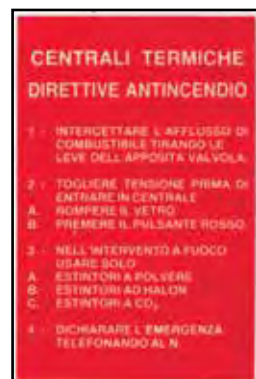 CENTRALI TERMICHE
DIRETTIVE ANTINCENDIO
1 - INTERCETTARE L'AFFLUSSO DI
COMBUSTIBILE TIRANDO LE
LEVE DELL'APPOSITA VALVOLA.
2 - TOGLIERE TENSIONE PRIMA DI
ENTRARE IN CENTRALE
A. ROMPERE IL VETRO
B. PREMERE IL PULSANTE ROSSO
3 - NELL'INTERVENTO A FUOCO
USARE SOLO
A. ESTINTORI A POLVERE
B. ESTINTORI AD HALON
C. ESTINTORI A CO₂
4 - DICHIARARE L'EMERGENZA
TELEFONANDO AL N.